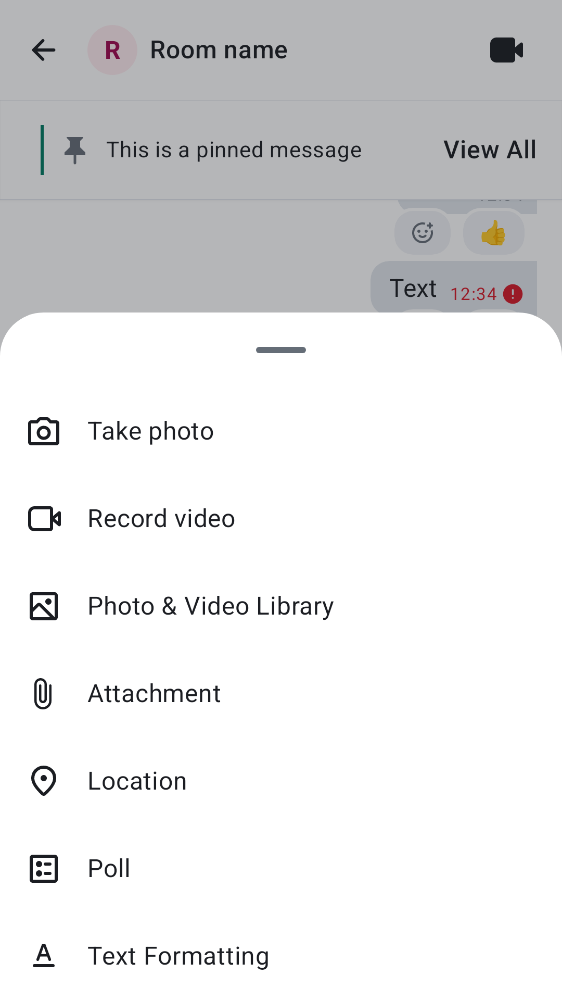 R Room name
This is a pinned message View All
Text 12:34
Take photo
Record video
Photo & Video Library
Attachment
Location
Poll
Text Formatting